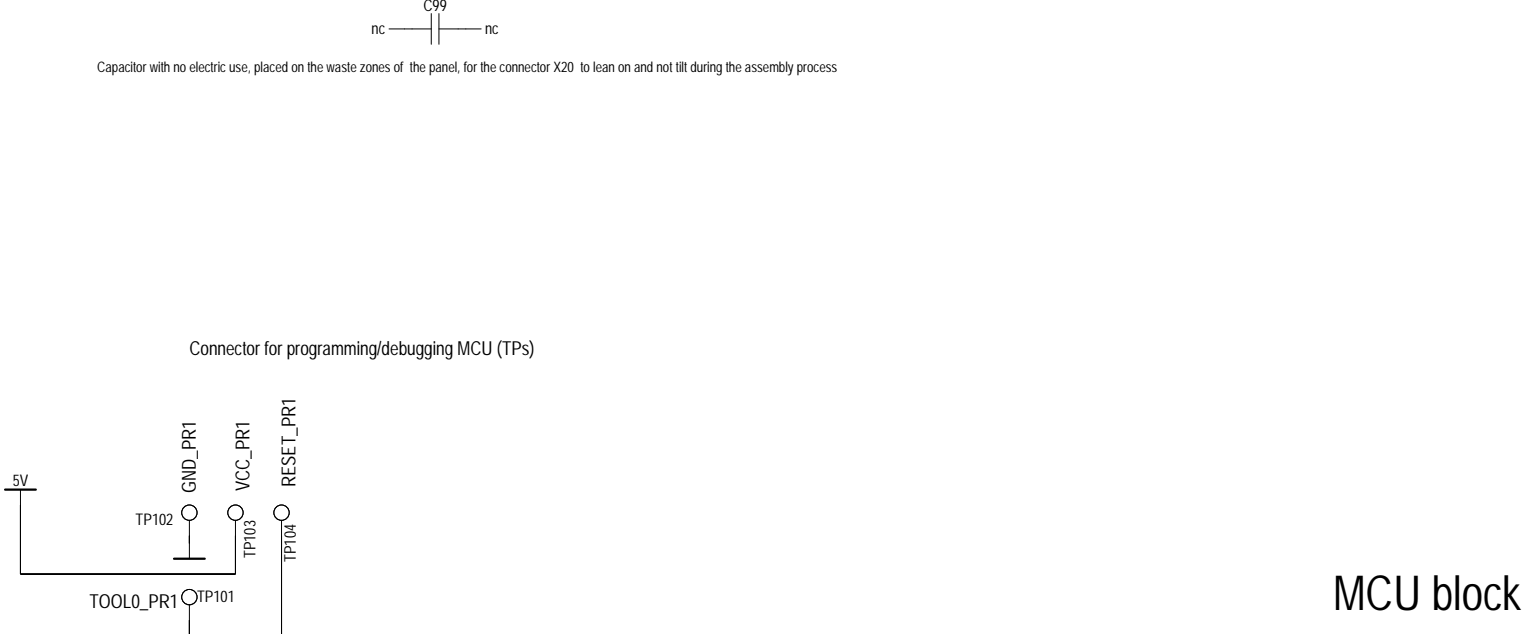 C99
nc
nc
Capacitor with no electric use, placed on the waste zones of the panel, for the connector X20 to lean on and not tilt during the assembly process
Connector for programming/debugging MCU (TPs)
GND_PR1
VCC_PR1
RESET_PR1
5V
TP102
TP103
TP104
TOOL0_PR1
TP101
MCU block